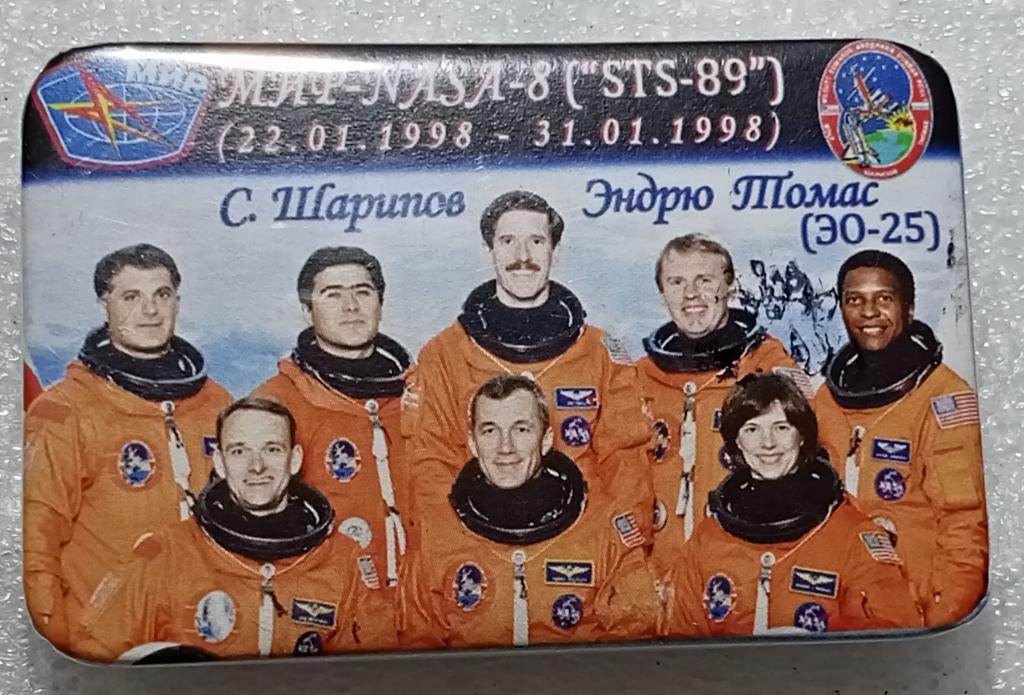 Мир
МИР-NASA-8 ("STS-89")
(22.01.1998 - 31.01.1998)
С. Шарипов
Эндрю Томас
(ЭО-25)